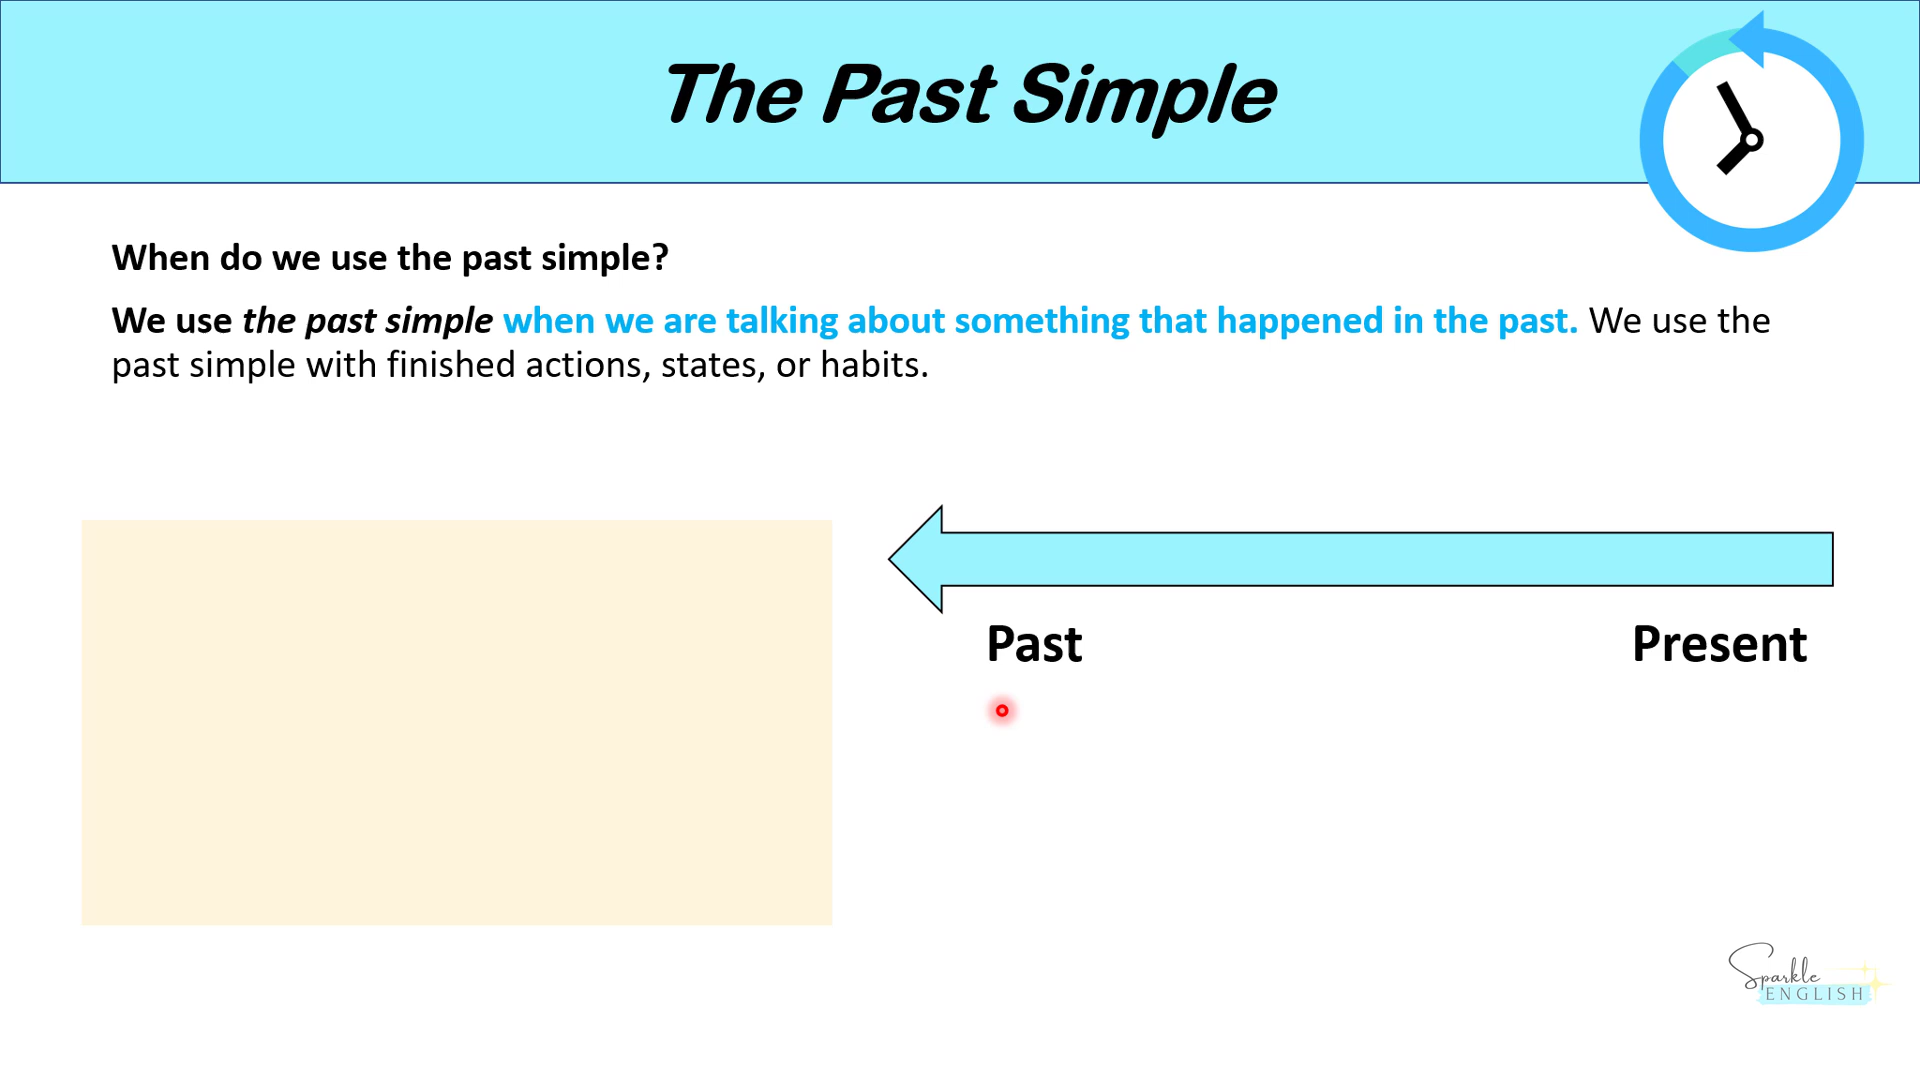 The Past Simple
When do we use the past simple?
We use the past simple when we are talking about something that happened in the past. We use the
past simple with finished actions, states, or habits.
Past
Present
Sparkle
ENGLISH